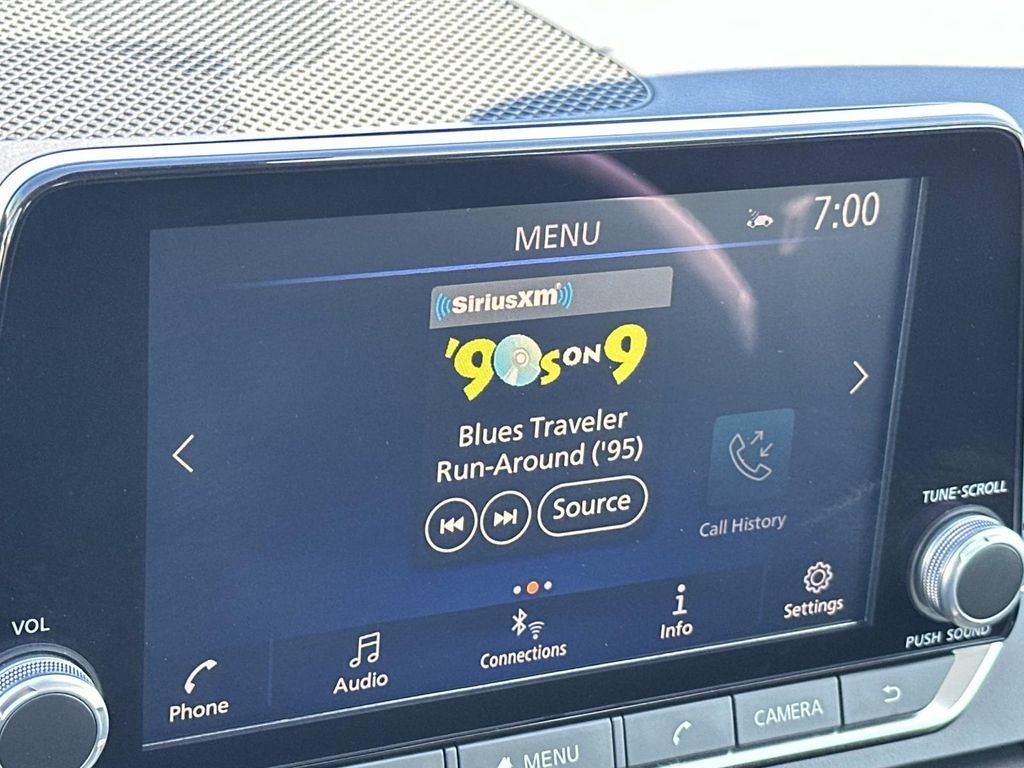 MENU
7:00
SiriusXm
'90s ON 9
Blues Traveler
Run-Around ('95)
Source
Call History
TUNE·SCROLL
PUSH SOUND
VOL
Phone
Audio
Connections
Info
Settings
MENU
CAMERA